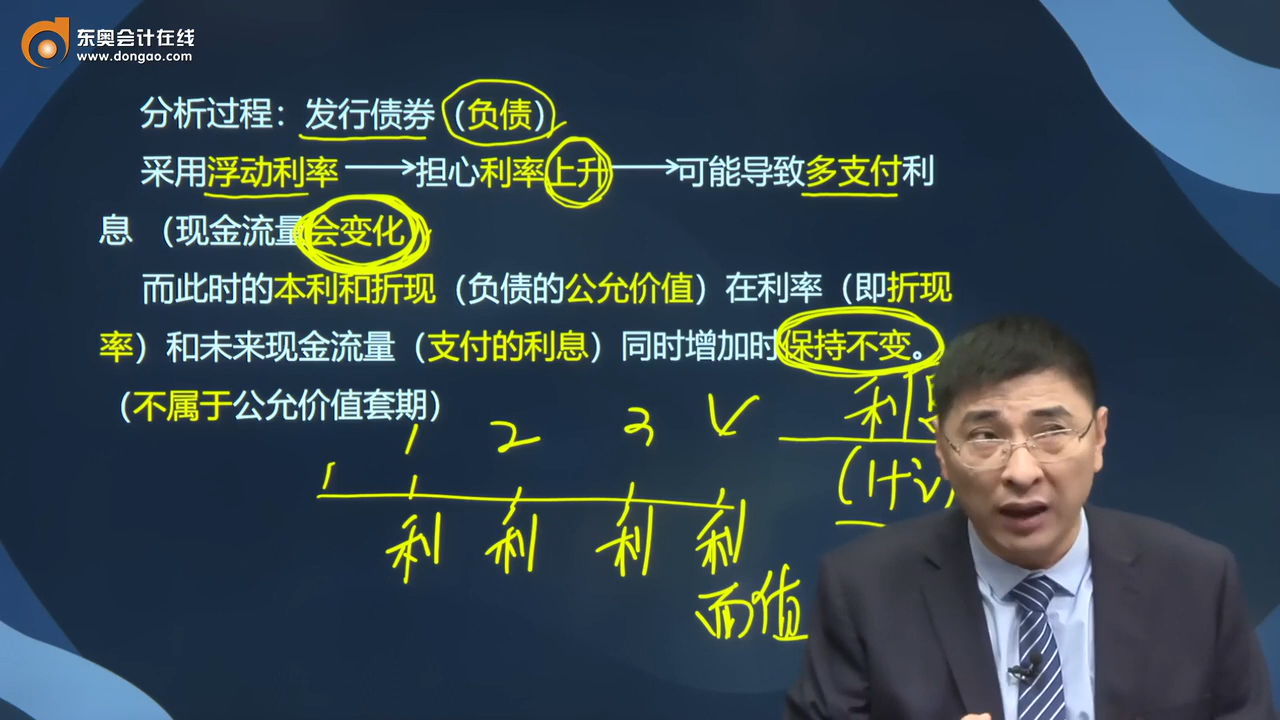 东奥会计在线
www.dongao.com
分析过程：发行债券（负债）
采用浮动利率⟶担心利率上升⟶可能导致多支付利
息（现金流量会变化）
而此时的本利和折现（负债的公允价值）在利率（即折现
率）和未来现金流量（支付的利息）同时增加时保持不变。
（不属于公允价值套期）
1 2 3
利 利 利 利
面值
利息
(1+i)